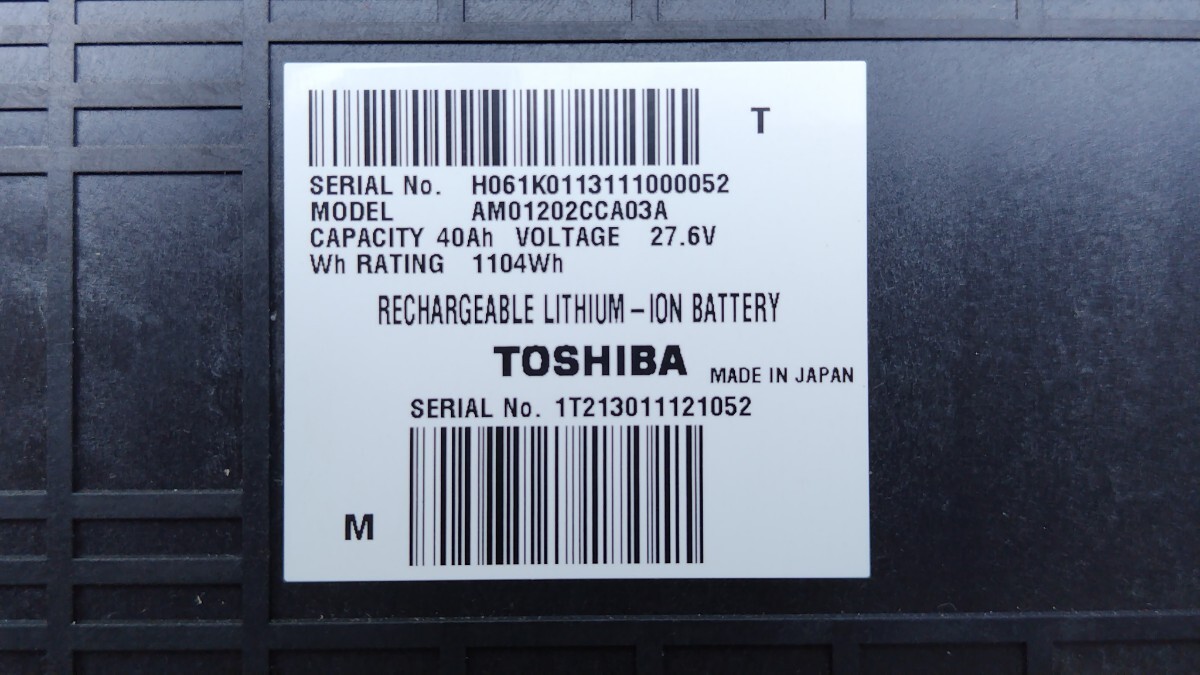 T
SERIAL No. H061K0113111000052
MODEL AM01202CCA03A
CAPACITY 40Ah VOLTAGE 27.6V
Wh RATING 1104Wh
RECHARGEABLE LITHIUM-ION BATTERY
TOSHIBA
MADE IN JAPAN
SERIAL No. 1T213011121052
M